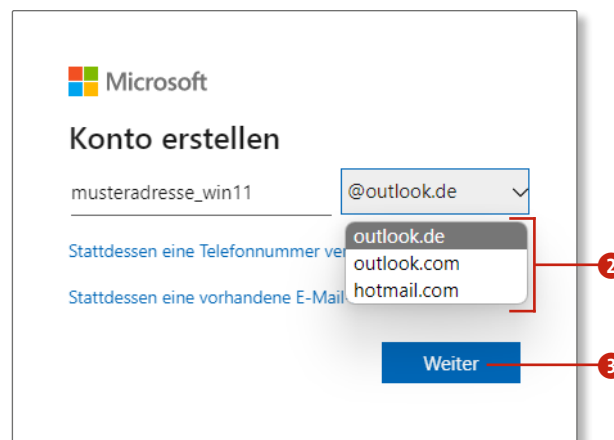 Microsoft
Konto erstellen
musteradresse_win11 @outlook.de
outlook.de
Stattdessen eine Telefonnummer ver
outlook.com
hotmail.com
Stattdessen eine vorhandene E-Mail-
2
Weiter
3